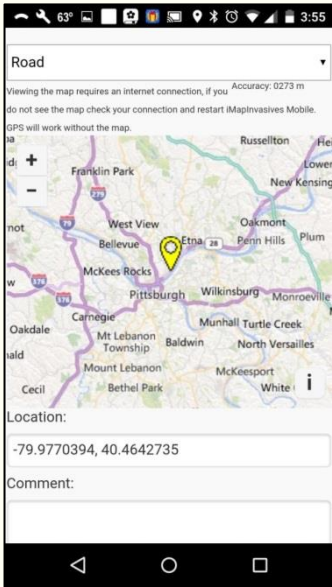 63° 3:55
Road
Viewing the map requires an internet connection, if you Accuracy: 0273 m
do not see the map check your connection and restart iMapInvasives Mobile.
GPS will work without the map.
Russellton
+
Franklin Park
Lower
−
279
New Kensing
West View
Oakmont
79
Bellevue
Etna
28
Penn Hills
Plum
McKees Rocks
376
Pittsburgh
Wilkinsburg
Monroeville
Carnegie
376
Oakdale
Munhall
Turtle Creek
Mt Lebanon
Township
Baldwin
North Versailles
ald
Mount Lebanon
McKeesport
Cecil
Bethel Park
White
i
Location:
-79.9770394, 40.4642735
Comment: